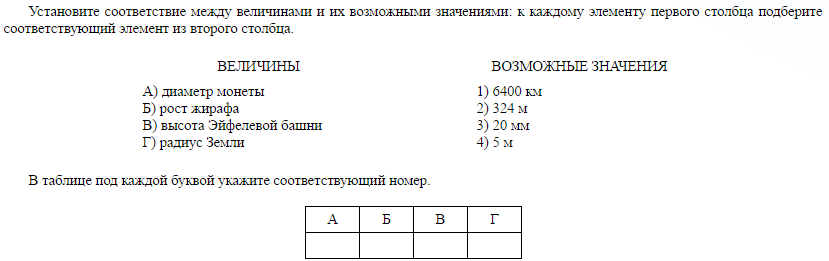 Установите соответствие между величинами и их возможными значениями: к каждому элементу первого столбца подберите
соответствующий элемент из второго столбца.
ВЕЛИЧИНЫ
А) диаметр монеты
Б) рост жирафа
В) высота Эйфелевой башни
Г) радиус Земли
ВОЗМОЖНЫЕ ЗНАЧЕНИЯ
1) 6400 км
2) 324 м
3) 20 мм
4) 5 м
В таблице под каждой буквой укажите соответствующий номер.
А Б В Г